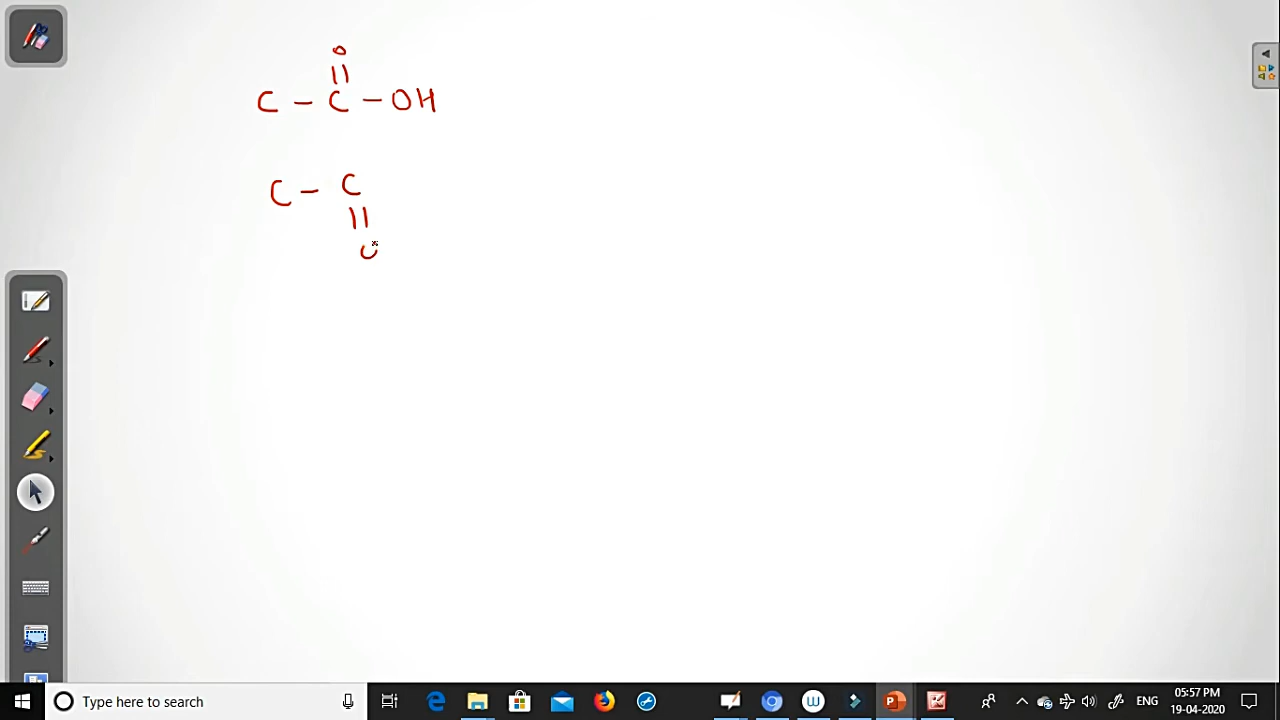 O
||
C - C - OH
C - C
||
O
Type here to search
ENG
05:57 PM
19-04-2020